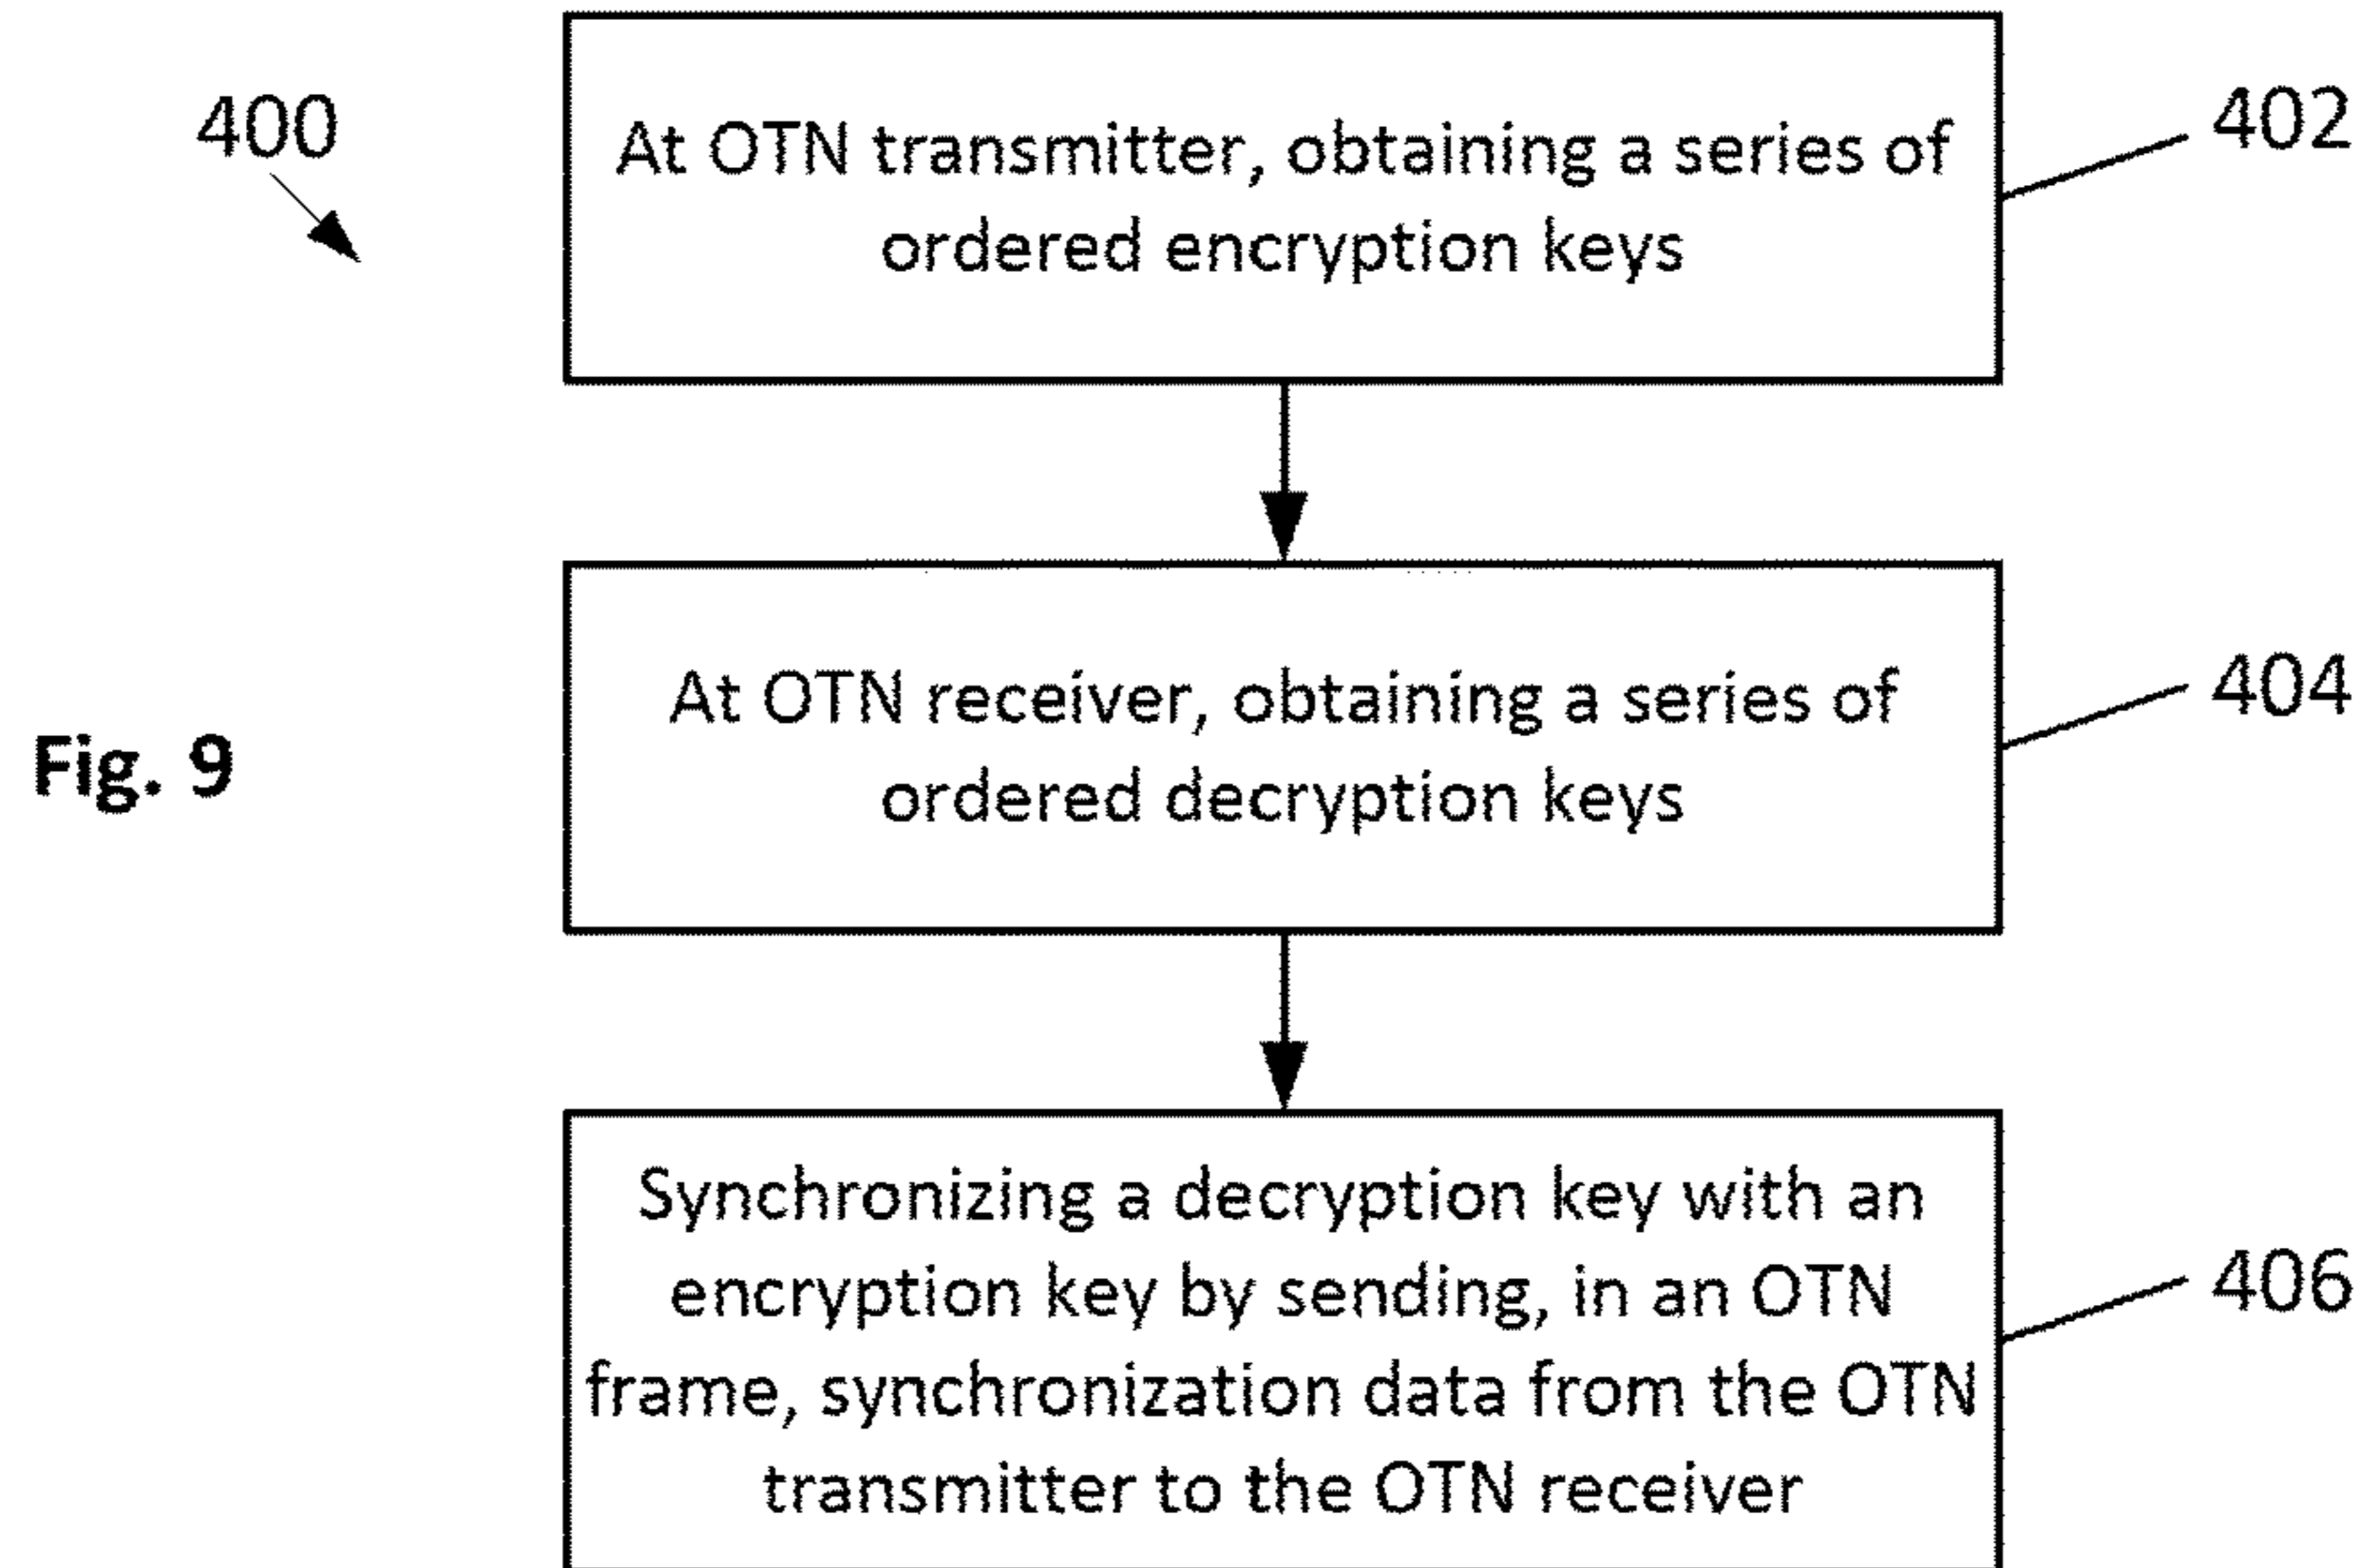 400
At OTN transmitter, obtaining a series of
ordered encryption keys
402
At OTN receiver, obtaining a series of
ordered decryption keys
404
Fig. 9
Synchronizing a decryption key with an
encryption key by sending, in an OTN
frame, synchronization data from the OTN
transmitter to the OTN receiver
406